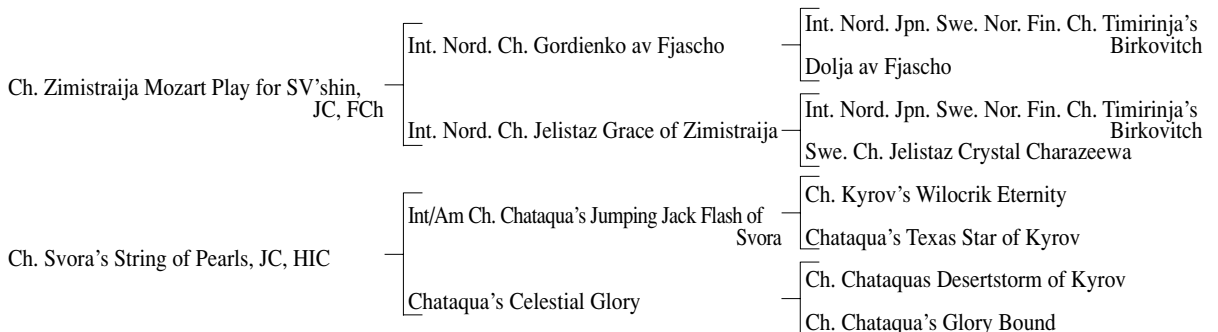 Int. Nord. Jpn. Swe. Nor. Fin. Ch. Timirinja’s
Birkovitch
Int. Nord. Ch. Gordienko av Fjascho
Dolja av Fjascho
Ch. Zimistraija Mozart Play for SV’shin,
JC, FCh
Int. Nord. Jpn. Swe. Nor. Fin. Ch. Timirinja’s
Birkovitch
Int. Nord. Ch. Jelistaz Grace of Zimistraija
Swe. Ch. Jelistaz Crystal Charazeewa
Ch. Kyrov’s Wilocrik Eternity
Int/Am Ch. Chataqua’s Jumping Jack Flash of
Svora
Chataqua’s Texas Star of Kyrov
Ch. Svora’s String of Pearls, JC, HIC
Ch. Chataquas Desertstorm of Kyrov
Chataqua’s Celestial Glory
Ch. Chataqua’s Glory Bound